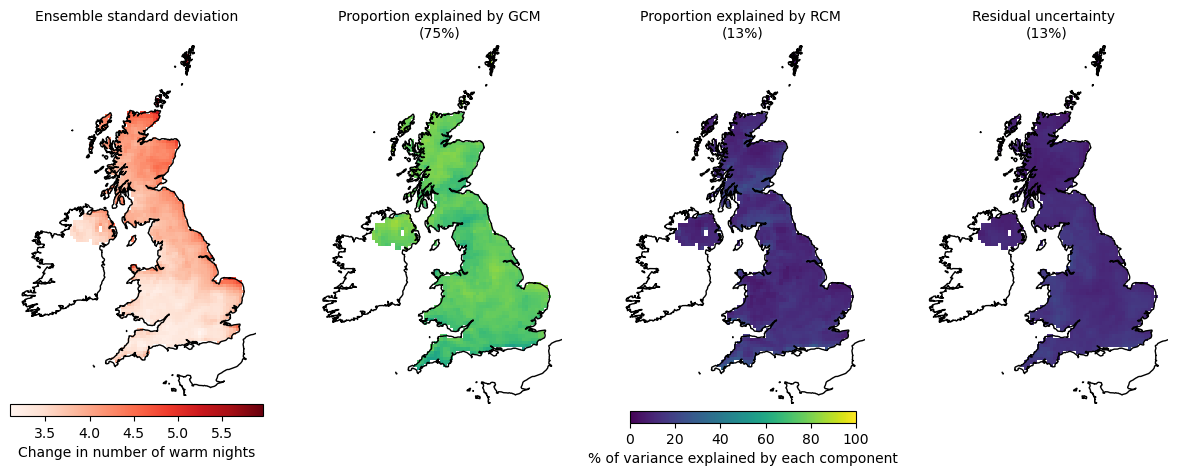 Ensemble standard deviation
Proportion explained by GCM
(75%)
Proportion explained by RCM
(13%)
Residual uncertainty
(13%)
3.5 4.0 4.5 5.0 5.5
Change in number of warm nights
0 20 40 60 80 100
% of variance explained by each component